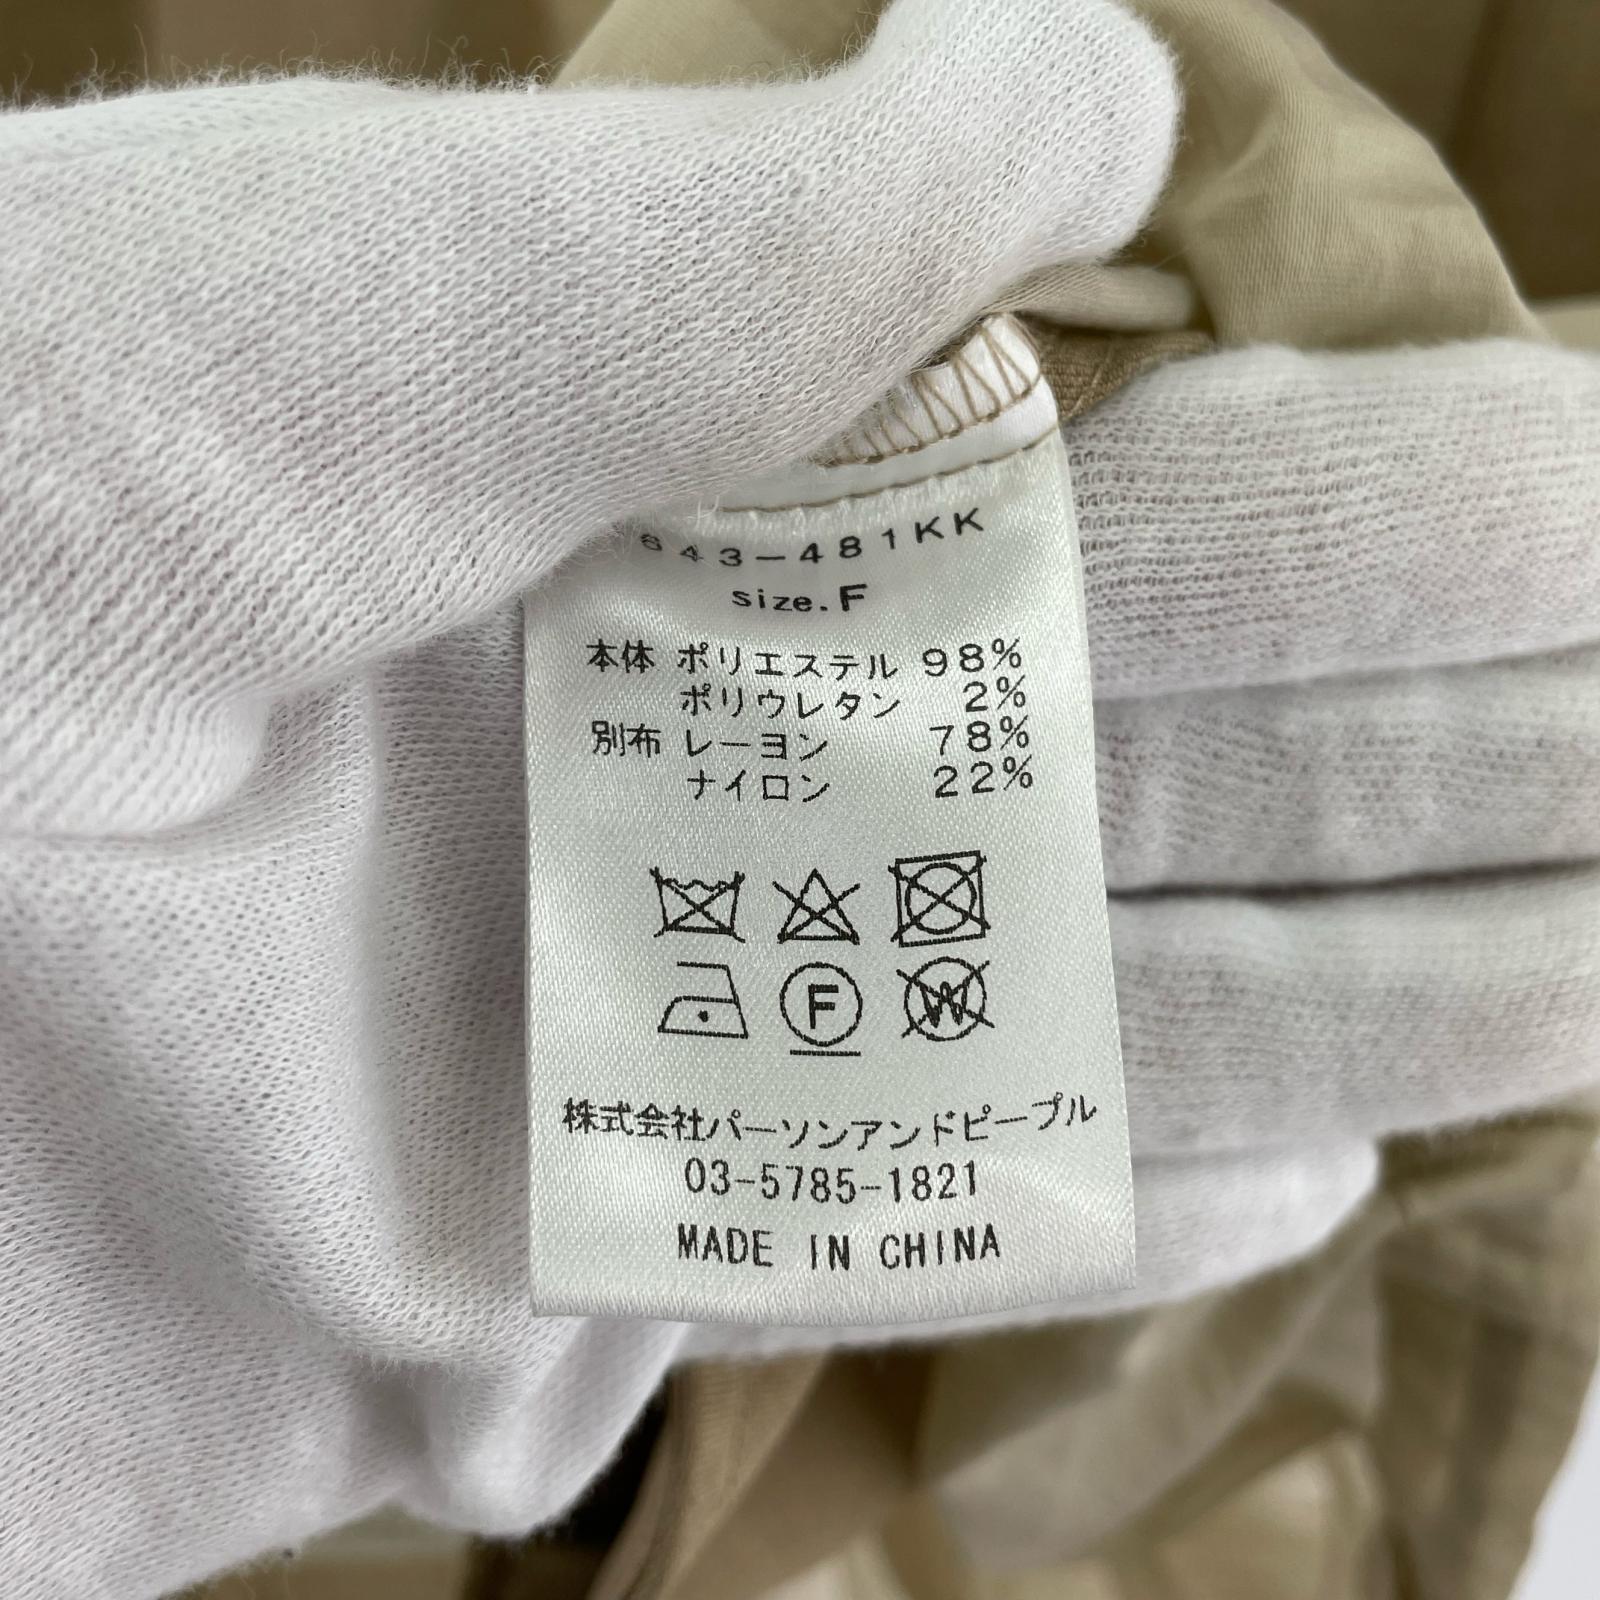 643-481KK
size.F
本体 ポリエステル 98%
ポリウレタン 2%
別布 レーヨン 78%
ナイロン 22%
F W
株式会社パーソンアンドピープル
03-5785-1821
MADE IN CHINA